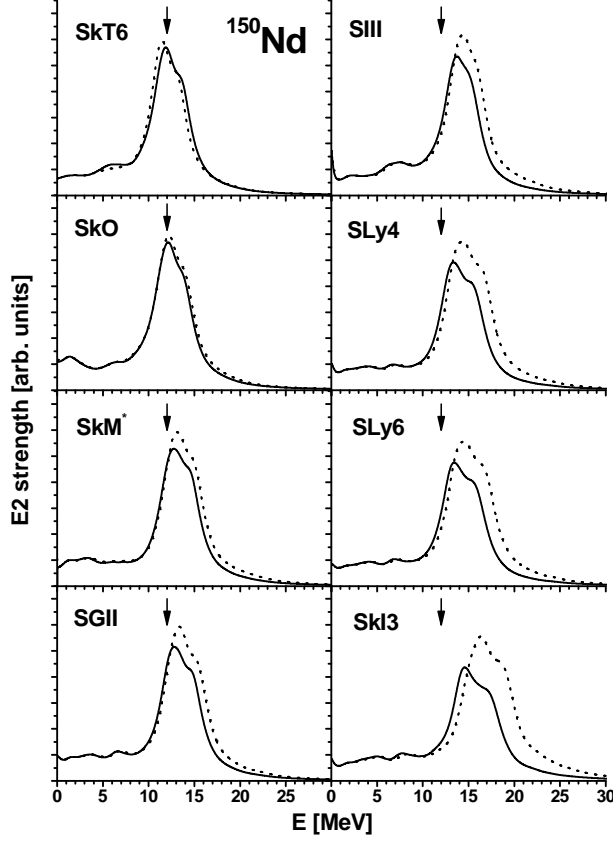 SkT6
¹⁵⁰Nd
SIII
SkO
SLy4
SkM*
SLy6
SGII
SkI3
E2 strength [arb. units]
0 5 10 15 20 25 0 5 10 15 20 25 30
E [MeV]